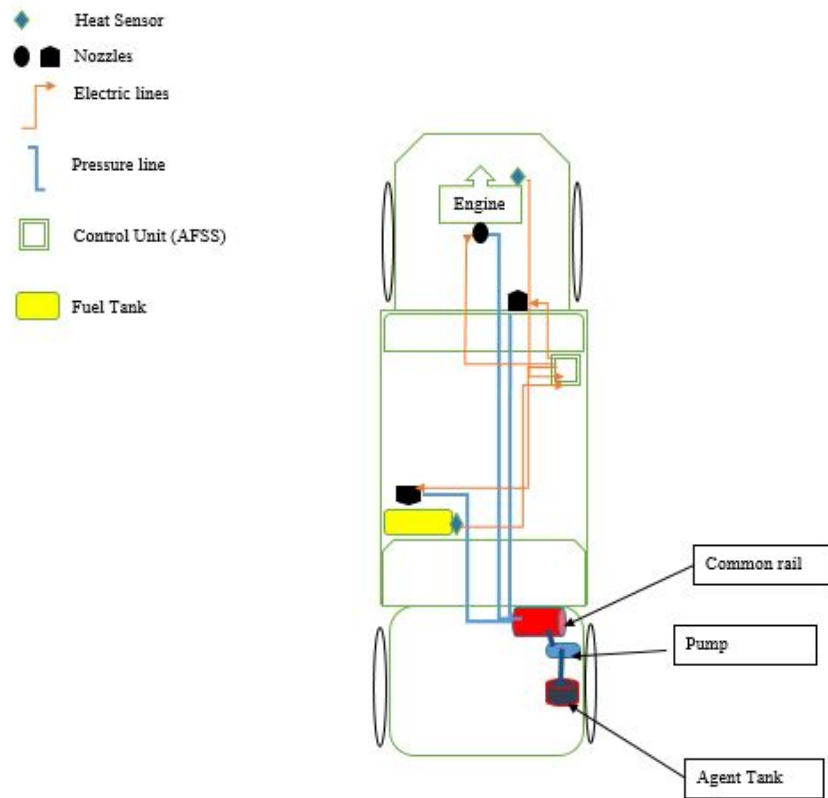 Heat Sensor
Nozzles
Electric lines
Pressure line
Control Unit (AFSS)
Fuel Tank
Engine
Common rail
Pump
Agent Tank